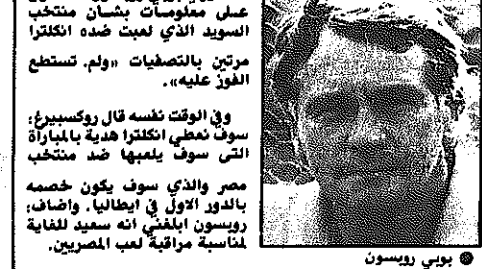 على معلومات بشان منتخب
السويد الذي لعبت ضده انكلترا
مرتين بالتصفيات «ولم. تستطع
الفوز عليه».
وفي الوقت نفسه قال روكسبيرغ:
سوف نعطي انكلترا هدية بالمباراة
التى سوف يلعبها ضد منتخب
مصر والذي سوف يكون خصمه
بالدور الاول في ايطاليا. واضاف:
روبسون ابلغني انه سعيد للغاية
لمناسبة مراقبة لعب المصريين.
● بوبي روبسون